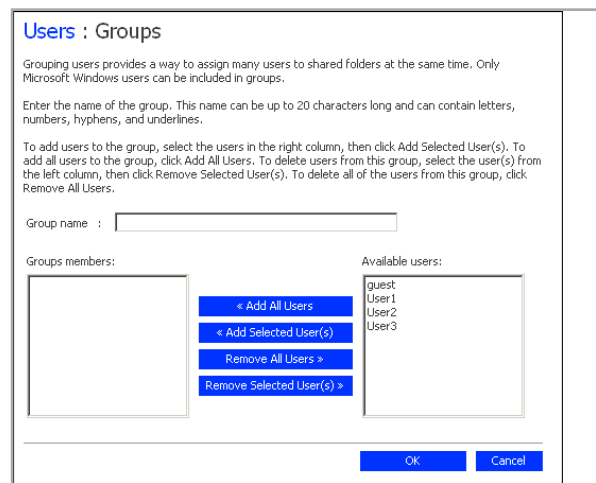 Users : Groups
Grouping users provides a way to assign many users to shared folders at the same time. Only
Microsoft Windows users can be included in groups.
Enter the name of the group. This name can be up to 20 characters long and can contain letters,
numbers, hyphens, and underlines.
To add users to the group, select the users in the right column, then click Add Selected User(s). To
add all users to the group, click Add All Users. To delete users from this group, select the user(s) from
the left column, then click Remove Selected User(s). To delete all of the users from this group, click
Remove All Users.
Group name :
Groups members:
Available users:
« Add All Users
« Add Selected User(s)
Remove All Users »
Remove Selected User(s) »
guest
User1
User2
User3
OK
Cancel